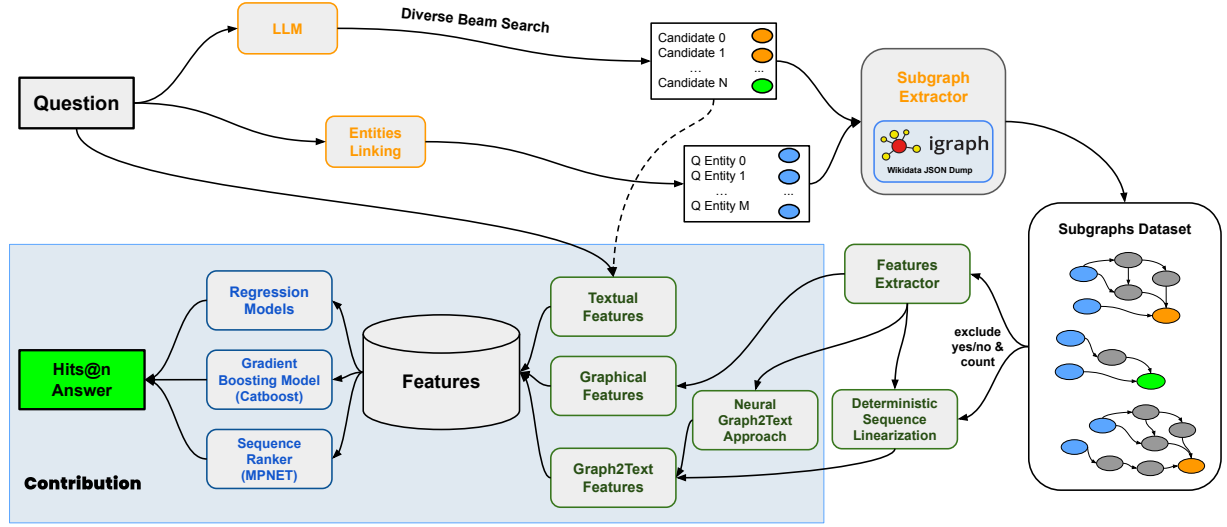 LLM
Diverse Beam Search
Candidate 0
Candidate 1
...
Candidate N
...
Question
Entities
Linking
Q Entity 0
Q Entity 1
...
Q Entity M
...
Subgraph
Extractor
igraph
Wikidata JSON Dump
Subgraphs Dataset
Features
Extractor
exclude
yes/no &
count
Textual
Features
Graphical
Features
Neural
Graph2Text
Approach
Deterministic
Sequence
Linearization
Graph2Text
Features
Features
Regression
Models
Gradient
Boosting Model
(Catboost)
Sequence
Ranker
(MPNET)
Hits@n
Answer
Contribution